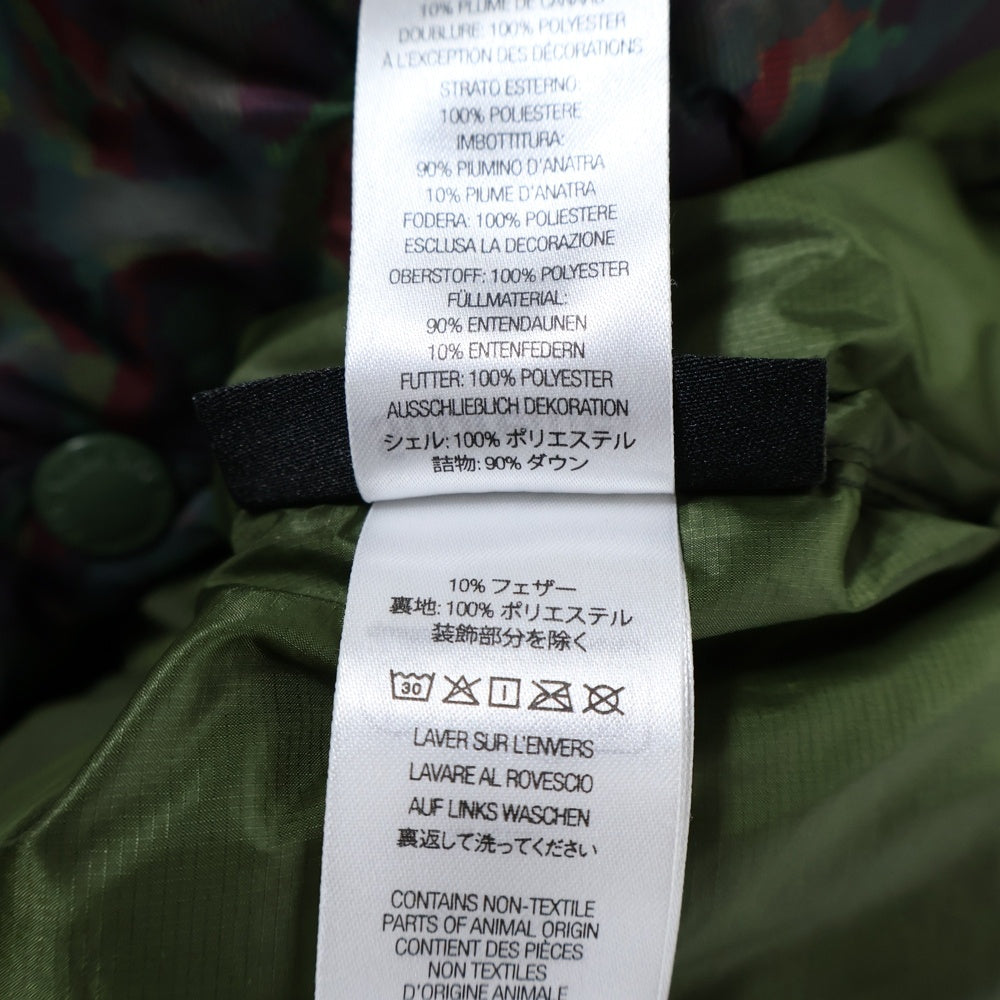 10% PLUME DE CANARD
DOUBLURE: 100% POLYESTER
À L'EXCEPTION DES DÉCORATIONS
STRATO ESTERNO:
100% POLIESTERE
IMBOTTITURA:
90% PIUMINO D'ANATRA
10% PIUME D'ANATRA
FODERA: 100% POLIESTERE
ESCLUSA LA DECORAZIONE
OBERSTOFF: 100% POLYESTER
FÜLLMATERIAL:
90% ENTENDAUNEN
10% ENTENFEDERN
FUTTER: 100% POLYESTER
AUSSCHLIEßLICH DEKORATION
シェル: 100% ポリエステル
詰物: 90% ダウン
10% フェザー
裏地: 100% ポリエステル
装飾部分を除く
30
LAVER SUR L'ENVERS
LAVARE AL ROVESCIO
AUF LINKS WASCHEN
裏返して洗ってください
CONTAINS NON-TEXTILE
PARTS OF ANIMAL ORIGIN
CONTIENT DES PIÈCES
NON TEXTILES
D'ORIGINE ANIMALE